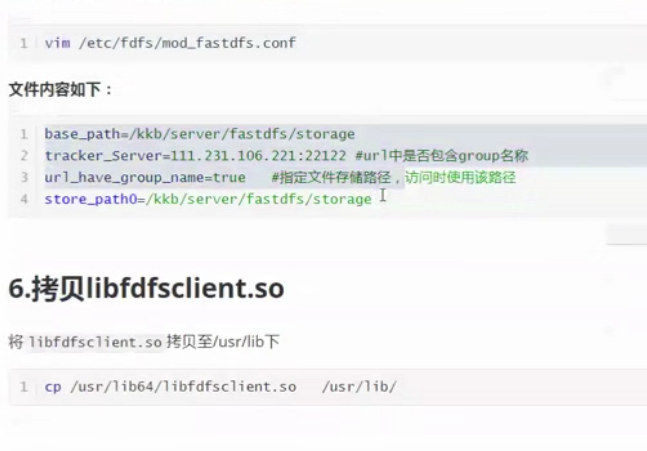 1 vim /etc/fdfs/mod_fastdfs.conf
文件内容如下：
1 base_path=/kkb/server/fastdfs/storage
2 tracker_Server=111.231.106.221:22122 #url中是否包含group名称
3 url_have_group_name=true #指定文件存储路径，访问时使用该路径
4 store_path0=/kkb/server/fastdfs/storage
6.拷贝libfdfsclient.so
将 libfdfsclient.so 拷贝至/usr/lib下
1 cp /usr/lib64/libfdfsclient.so /usr/lib/